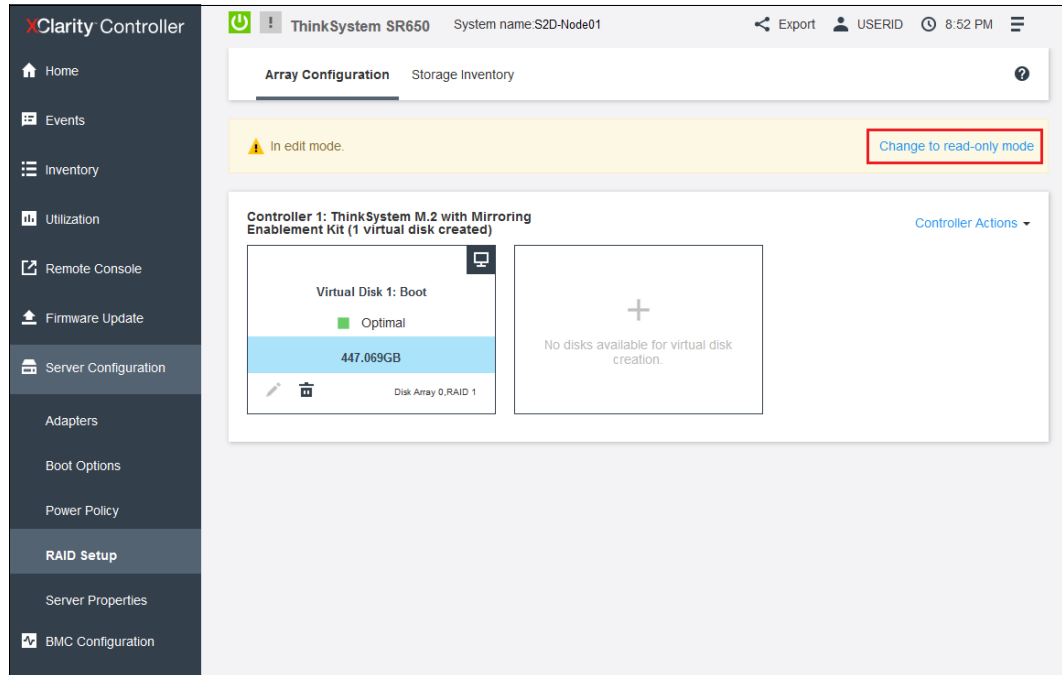 XClarity Controller
ThinkSystem SR650
System name:S2D-Node01
Export
USERID
8:52 PM
Home
Events
Inventory
Utilization
Remote Console
Firmware Update
Server Configuration
Adapters
Boot Options
Power Policy
RAID Setup
Server Properties
BMC Configuration
Array Configuration
Storage Inventory
In edit mode.
Change to read-only mode
Controller 1: ThinkSystem M.2 with Mirroring
Enablement Kit (1 virtual disk created)
Controller Actions
Virtual Disk 1: Boot
Optimal
447.069GB
Disk Array 0,RAID 1
No disks available for virtual disk
creation.